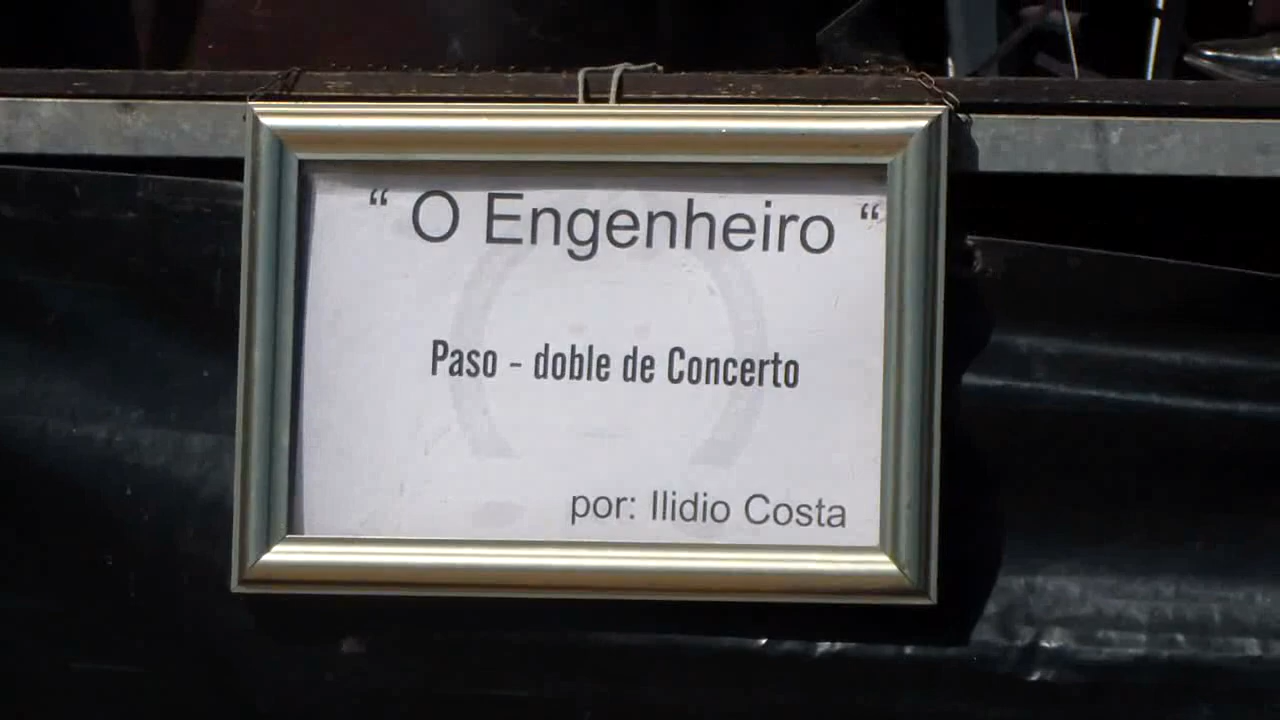 “ O Engenheiro “
Paso - doble de Concerto
por: Ilidio Costa